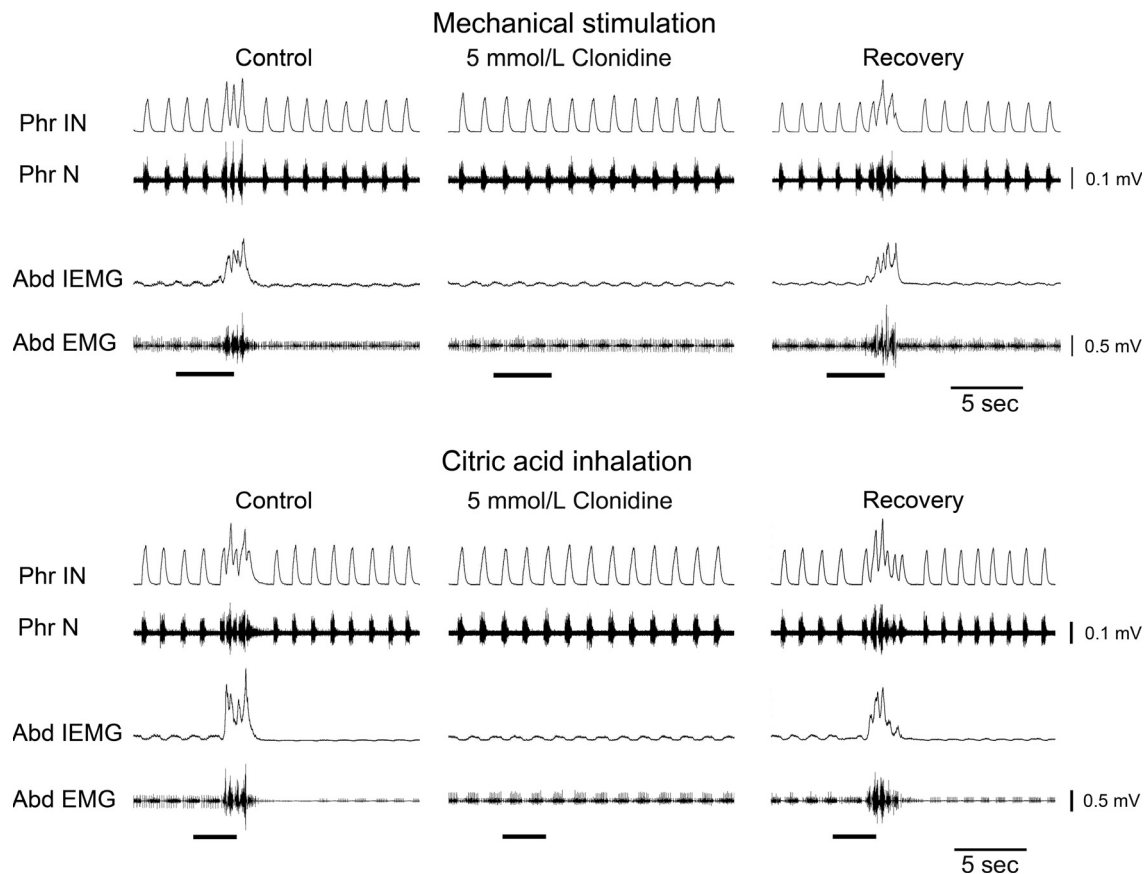 Mechanical stimulation
Control 5 mmol/L Clonidine Recovery
Phr IN
Phr N 0.1 mV
Abd IEMG
Abd EMG 0.5 mV
5 sec
Citric acid inhalation
Control 5 mmol/L Clonidine Recovery
Phr IN
Phr N 0.1 mV
Abd IEMG
Abd EMG 0.5 mV
5 sec